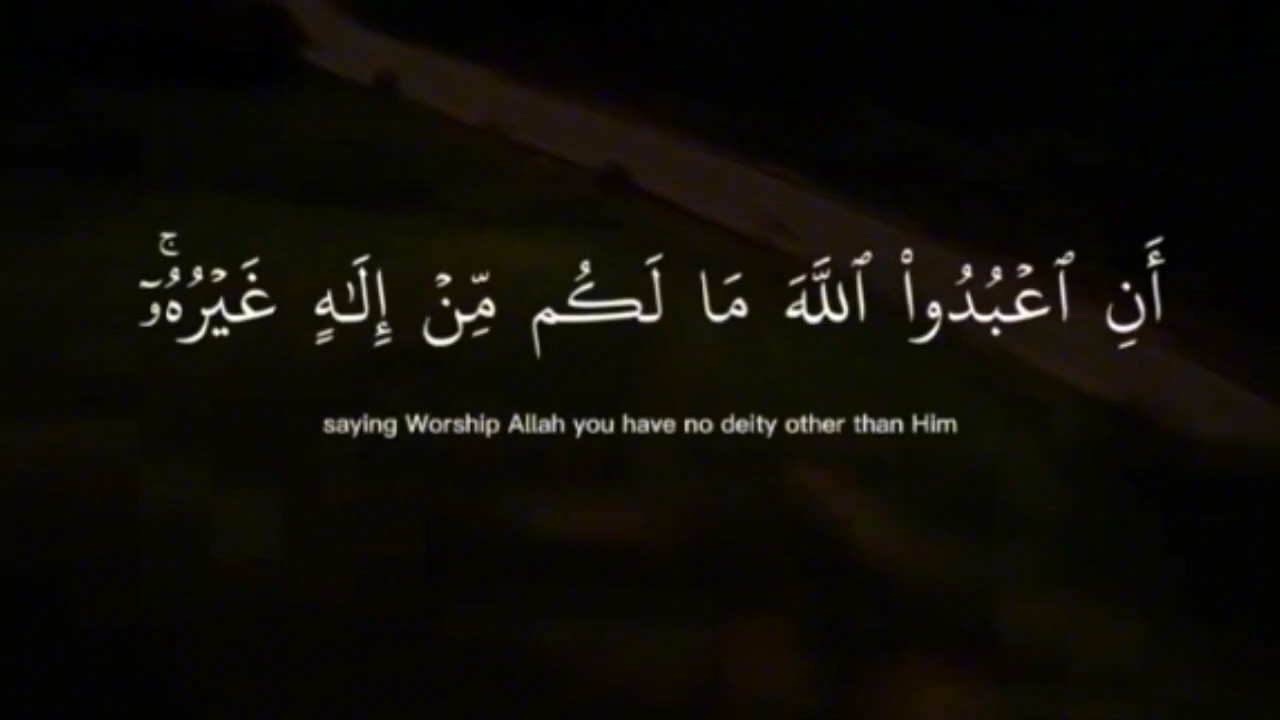 أَنِ ٱعْبُدُوا۟ ٱللَّهَ مَا لَكُم مِّنْ إِلَـٰهٍ غَيْرُهُۥٓ ۚ
saying Worship Allah you have no deity other than Him